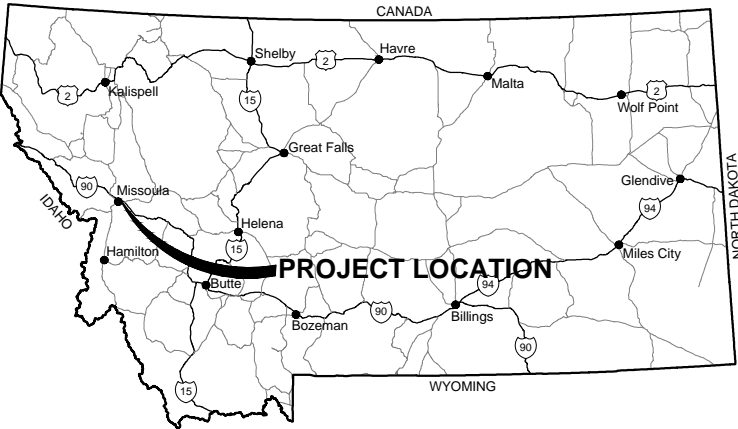 CANADA
Shelby
2
Havre
2
Kalispell
15
Malta
2
Wolf Point
Great Falls
90
Missoula
Glendive
94
NORTH DAKOTA
IDAHO
Helena
15
Hamilton
Miles City
PROJECT LOCATION
94
Butte
Bozeman
90
Billings
90
15
WYOMING